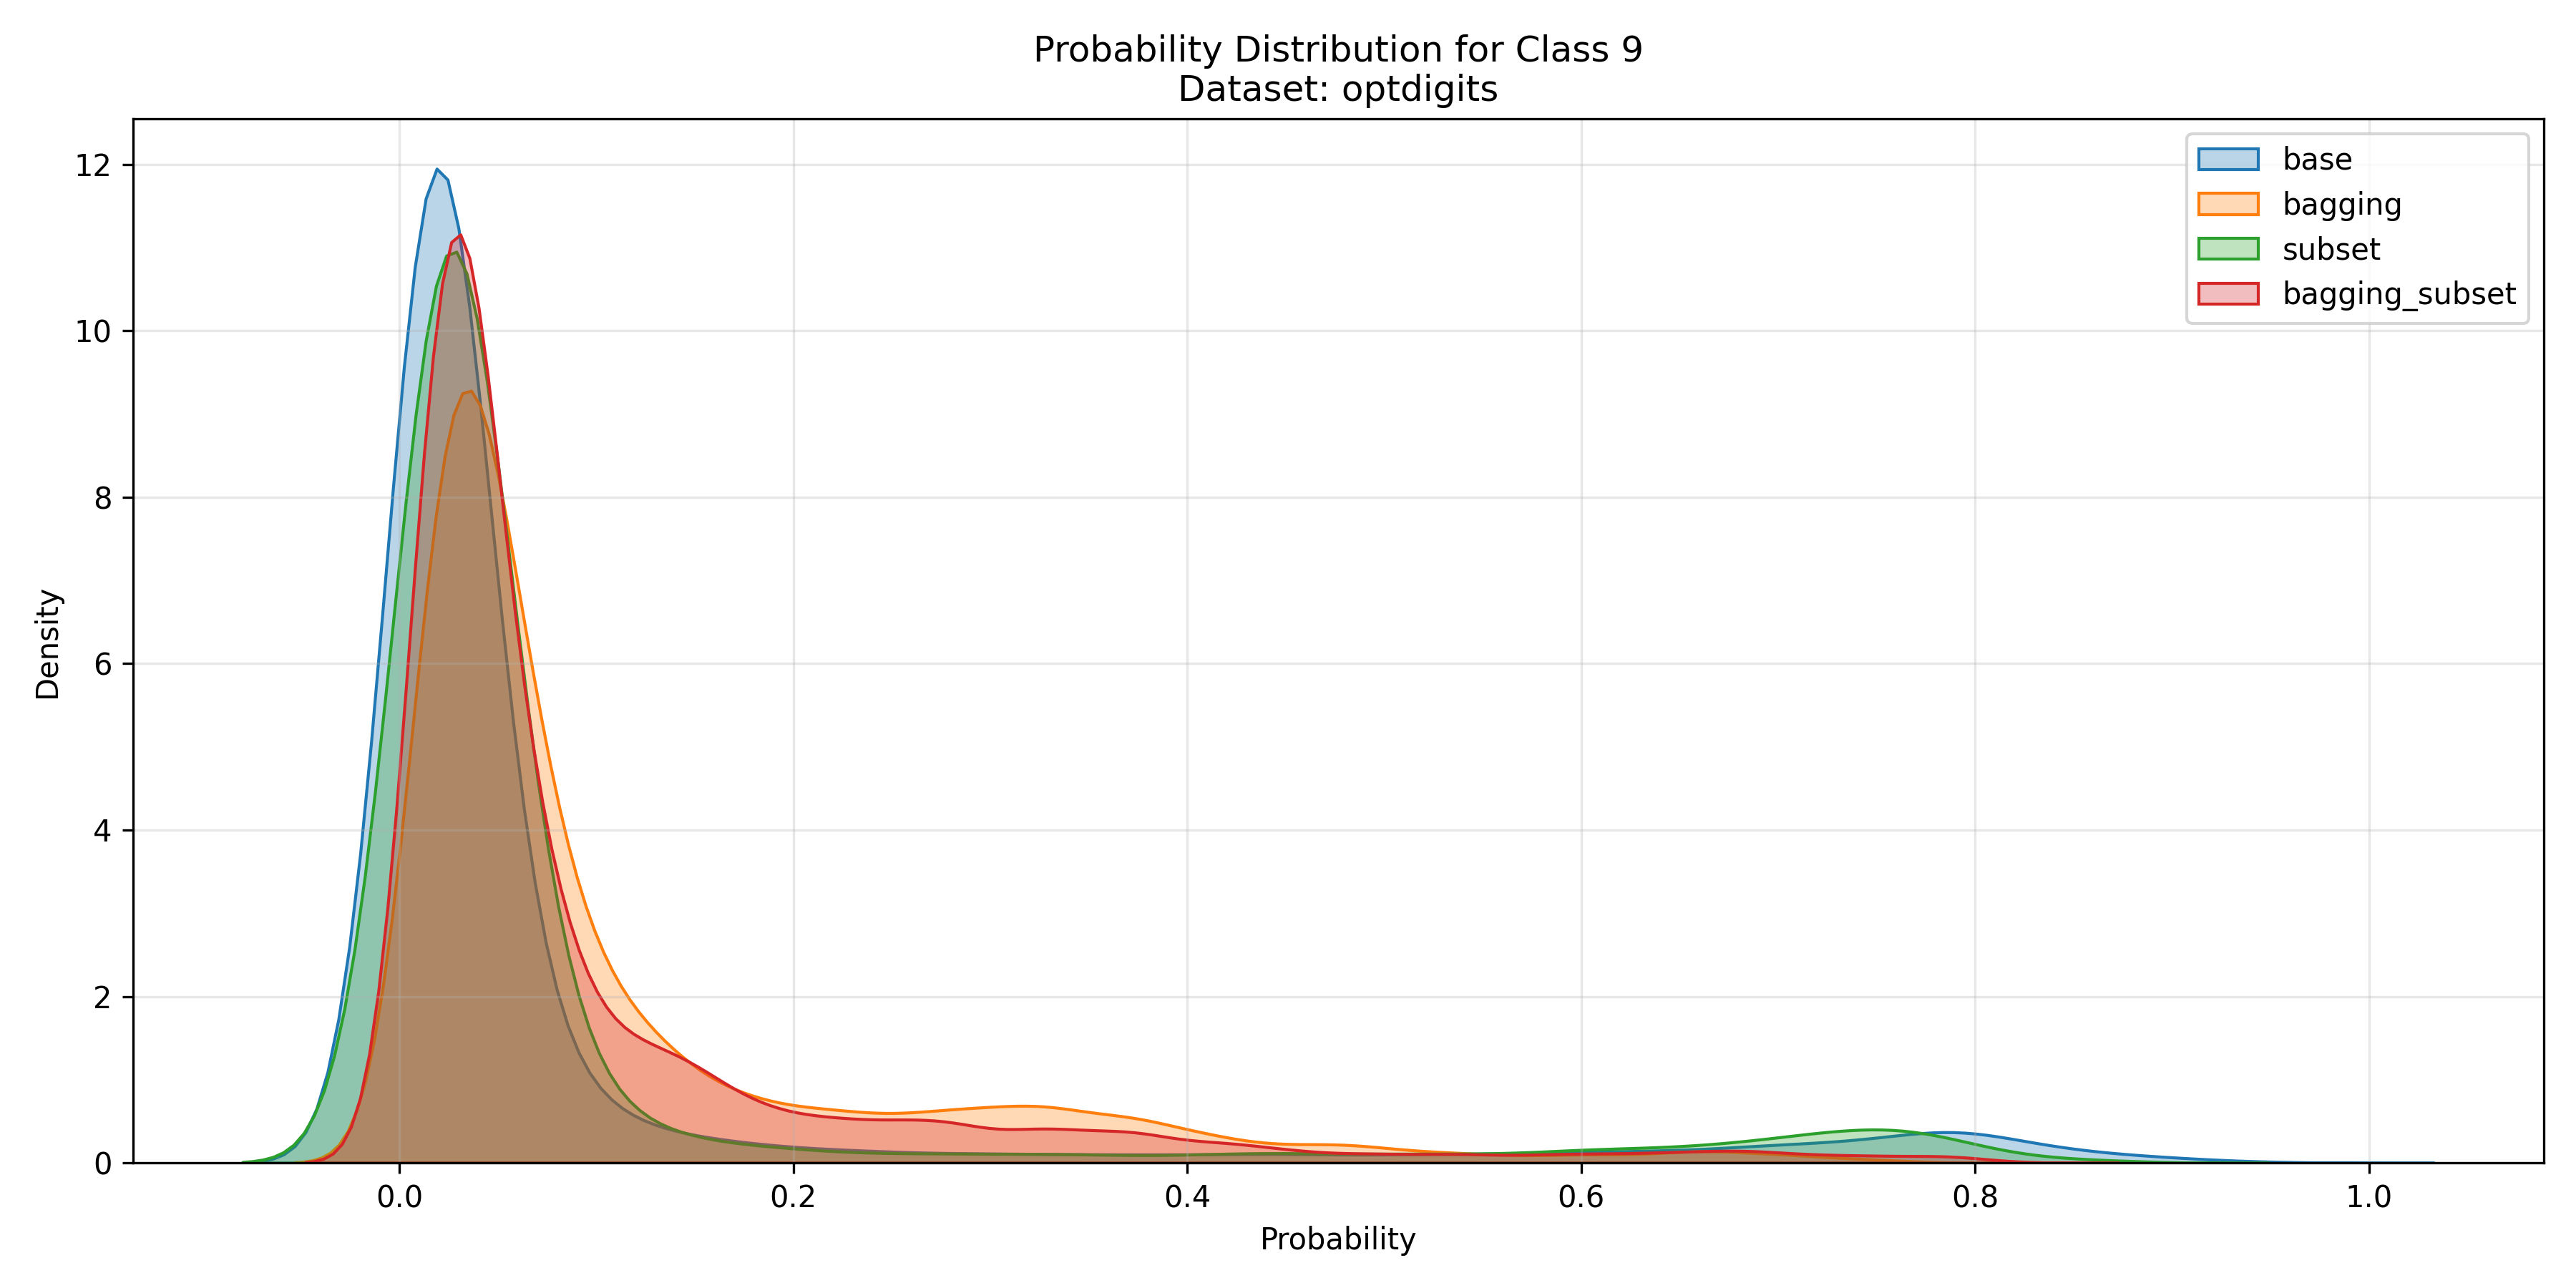 Probability Distribution for Class 9
Dataset: optdigits
base
bagging
subset
bagging_subset
12
10
8
6
4
2
0
Density
0.0 0.2 0.4 0.6 0.8 1.0
Probability